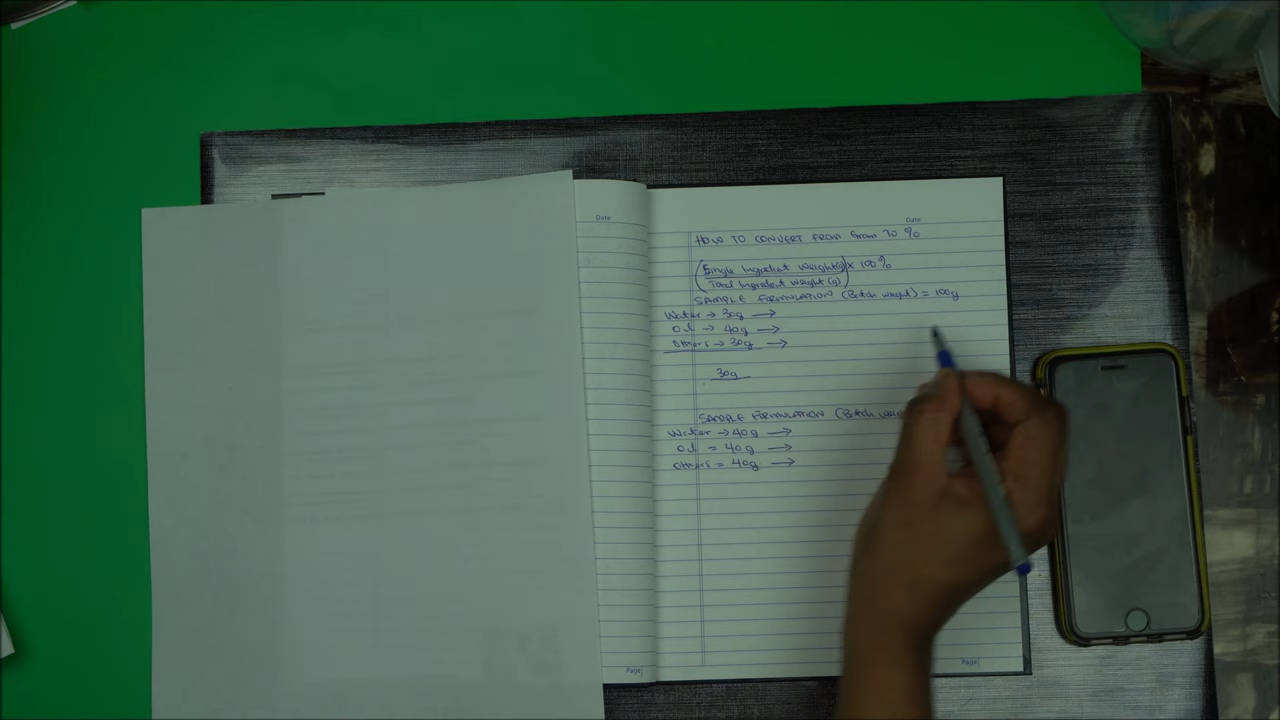 Date
Date
HOW TO CONVERT FROM From TO %
(Single Ingredient Weight(g)/Total Ingredient Weight (g)) x 100%
SAMPLE FORMULATION (Batch weight) = 100g
Water → 30g →
Oil → 40g →
Others → 30g →
30g
SAMPLE FORMULATION (Batch
Water → 40g →
Oil = 40g →
Others = 40g →
Page
Page